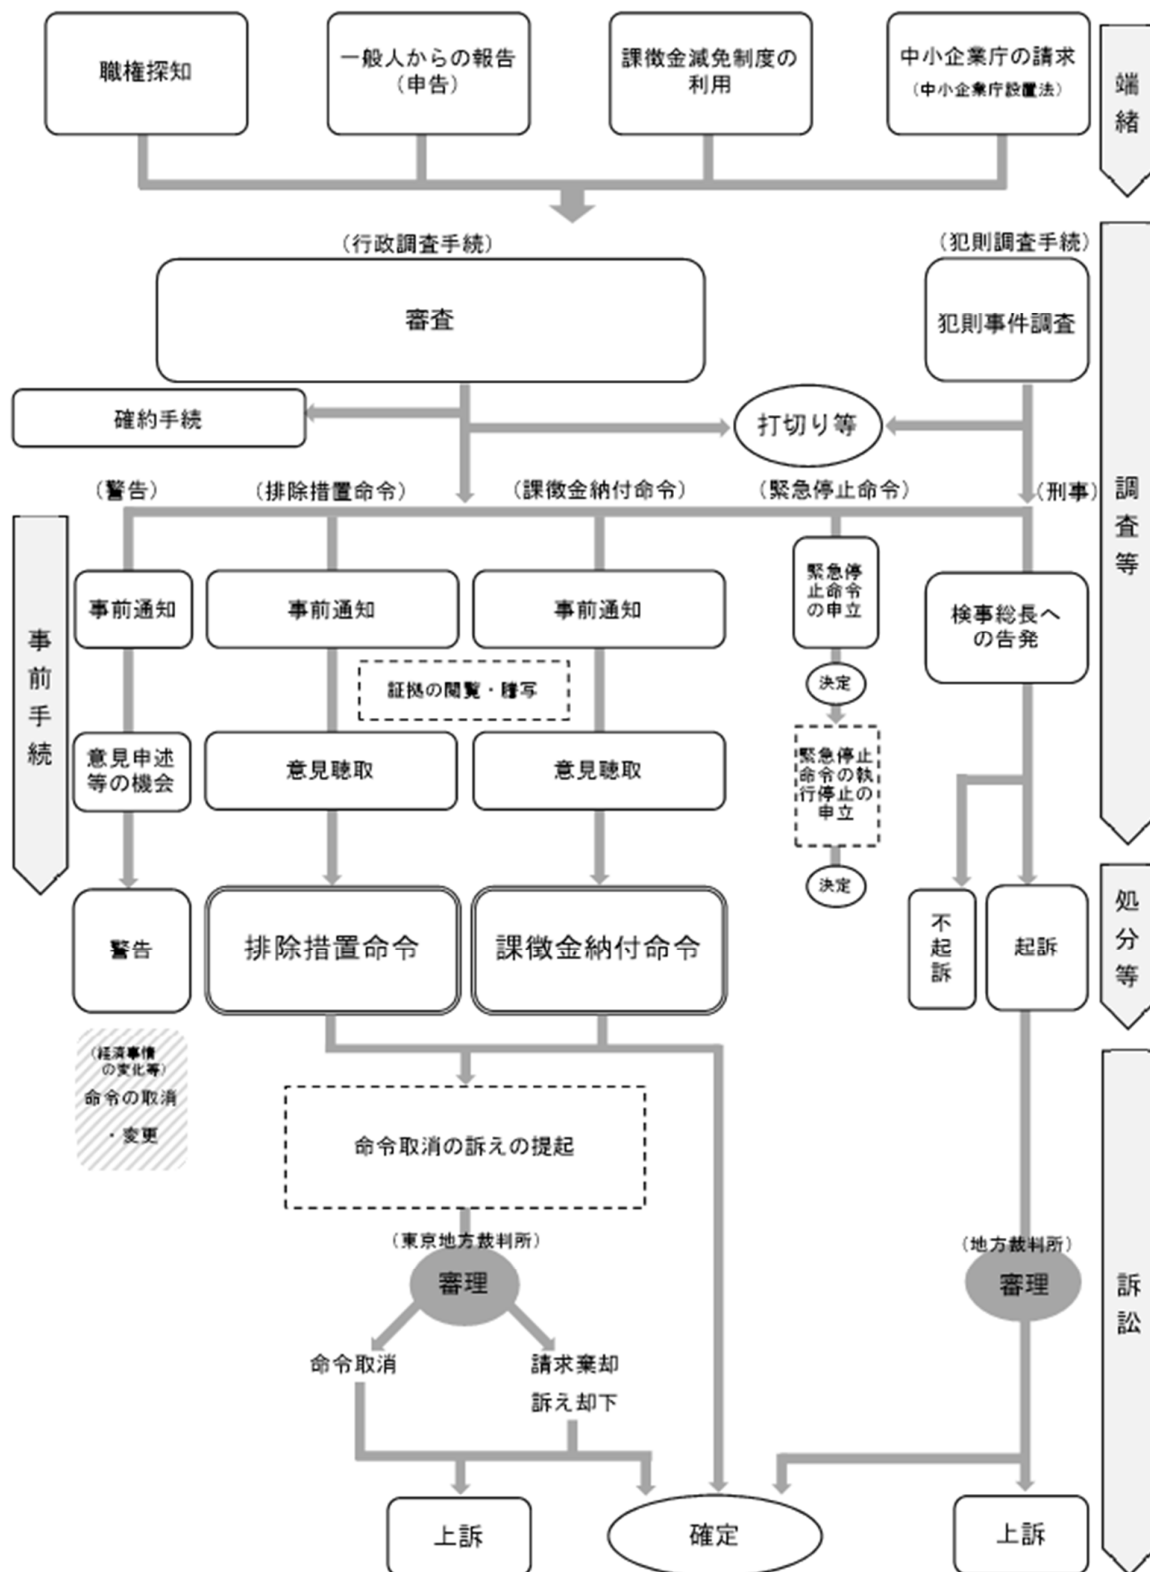 職権探知
一般人からの報告
(申告)
課徴金減免制度の
利用
中小企業庁の請求
(中小企業庁設置法)
端緒
(行政調査手続)
(犯則調査手続)
審査
犯則事件調査
確約手続
打切り等
(警告)
(排除措置命令)
(課徴金納付命令)
(緊急停止命令)
(刑事)
調査等
事前手続
事前通知
事前通知
事前通知
緊急停
止命令
の申立
検事総長へ
の告発
証拠の閲覧・謄写
決定
意見申述
等の機会
意見聴取
意見聴取
緊急停止
命令の執
行停止の
申立
決定
警告
排除措置命令
課徴金納付命令
不起訴
起訴
処分等
(経済事情
の変化等)
命令の取消
・変更
命令取消の訴えの提起
(東京地方裁判所)
審理
(地方裁判所)
審理
訴訟
命令取消
請求棄却
訴え却下
上訴
確定
上訴